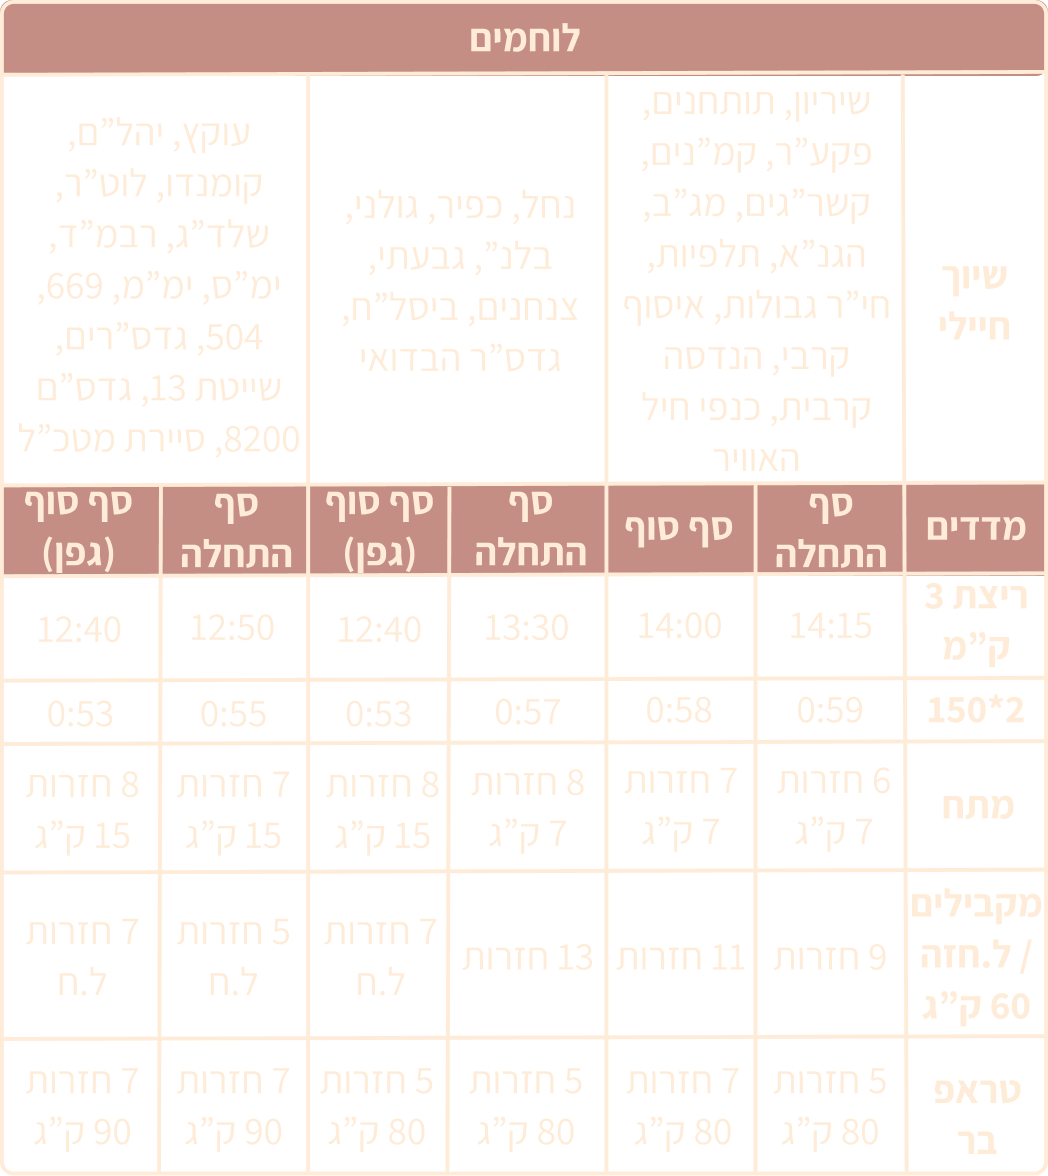 לוחמים
שיוך
חיילי
שיריון, תותחנים,
פקע״ר, קמ״נים,
קשר״גים, מג״ב,
הגנ״א, תלפיות,
חי״ר גבולות, איסוף
קרבי, הנדסה
קרבית, כנפי חיל
האוויר
נחל, כפיר, גולני,
בלנ״, גבעתי,
צנחנים, ביסל״ח,
גדס״ר הבדואי
עוקץ, יהל״ם,
קומנדו, לוט״ר,
שלד״ג, רבמ״ד,
ימ״ס, ימ״מ, 669,
504, גדס״רים,
שייטת 13, גדס״ם
8200, סיירת מטכ״ל
מדדים
סף
התחלה
סף סוף
סף
התחלה
סף סוף
(גפן)
סף
התחלה
סף סוף
(גפן)
ריצת 3
ק״מ
14:15
14:00
13:30
12:40
12:50
12:40
150*2
0:59
0:58
0:57
0:53
0:55
0:53
מתח
6 חזרות
7 ק״ג
7 חזרות
7 ק״ג
8 חזרות
7 ק״ג
8 חזרות
15 ק״ג
7 חזרות
15 ק״ג
8 חזרות
15 ק״ג
מקבילים
/ ל.חזה
60 ק״ג
9 חזרות
11 חזרות
13 חזרות
7 חזרות
ל.ח
5 חזרות
ל.ח
7 חזרות
ל.ח
טראפ
בר
5 חזרות
80 ק״ג
7 חזרות
80 ק״ג
5 חזרות
80 ק״ג
5 חזרות
80 ק״ג
7 חזרות
90 ק״ג
7 חזרות
90 ק״ג